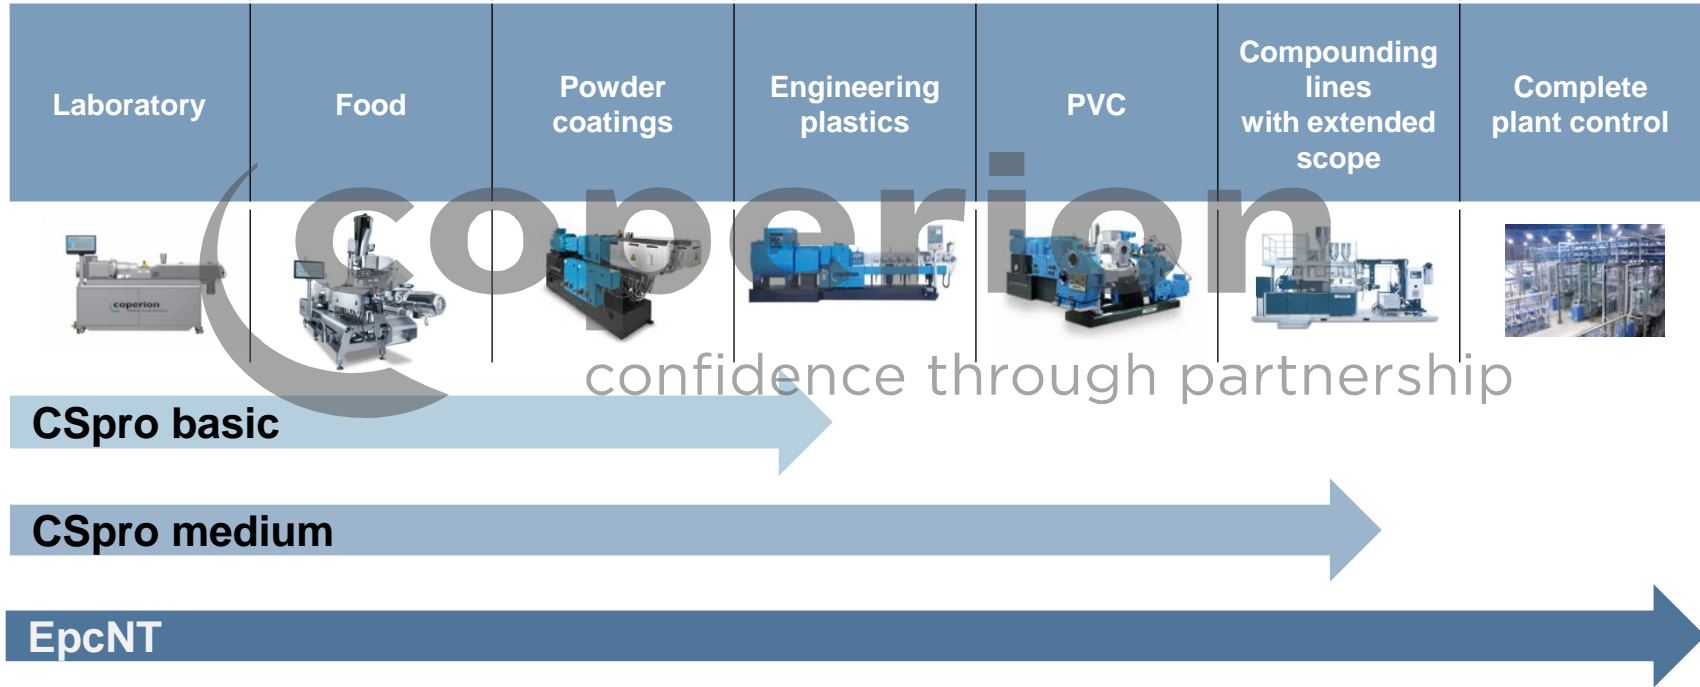 Laboratory
Food
Powder
coatings
Engineering
plastics
PVC
Compounding
lines
with extended
scope
Complete
plant control
coperion
confidence through partnership
coperion
coperion
CSpro basic
CSpro medium
EpcNT